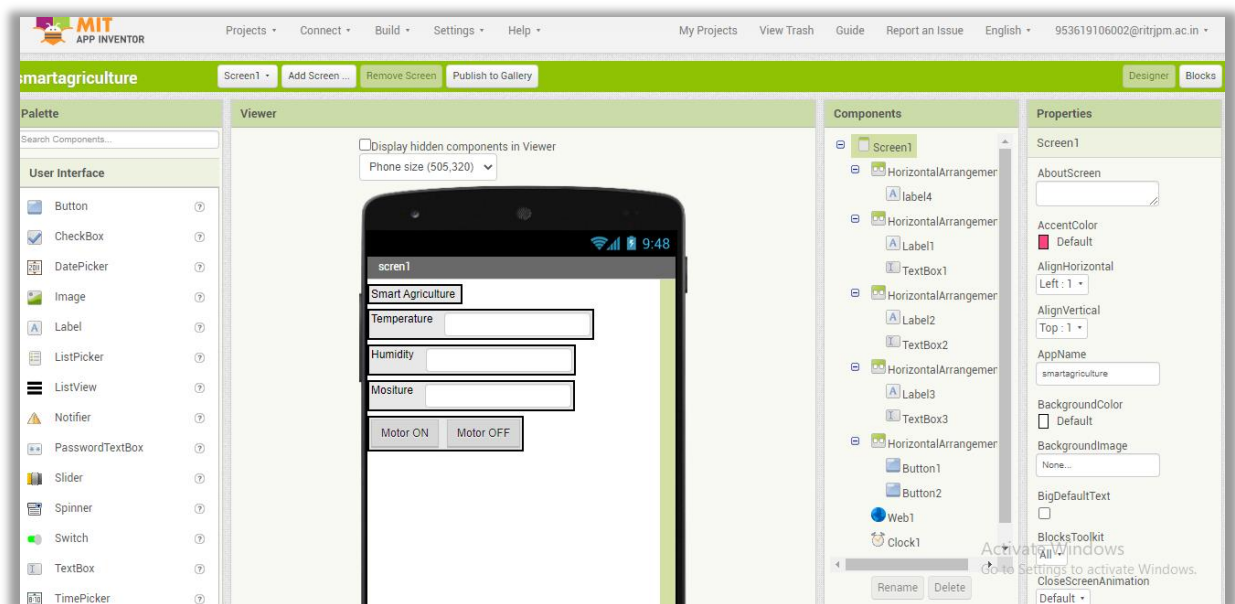 MIT
APP INVENTOR
Projects Connect Build Settings Help My Projects View Trash Guide Report an Issue English 953619106002@ritrjpm.ac.in
smartagriculture Screen1 Add Screen ... Remove Screen Publish to Gallery Designer Blocks
Palette
Search Components...
User Interface
Button
CheckBox
DatePicker
Image
Label
ListPicker
ListView
Notifier
PasswordTextBox
Slider
Spinner
Switch
TextBox
TimePicker
Viewer
Display hidden components in Viewer
Phone size (505,320)
9:48
scren1
Smart Agriculture
Temperature
Humidity
Mositure
Motor ON Motor OFF
Components
Screen1
HorizontalArrangemer
label4
HorizontalArrangemer
Label1
TextBox1
HorizontalArrangemer
Label2
TextBox2
HorizontalArrangemer
Label3
TextBox3
HorizontalArrangemer
Button1
Button2
Web1
Clock1
Rename Delete
Properties
Screen1
AboutScreen
AccentColor
Default
AlignHorizontal
Left : 1
AlignVertical
Top : 1
AppName
smartagriculture
BackgroundColor
Default
BackgroundImage
None...
BigDefaultText
BlocksToolkit
All
CloseScreenAnimation
Default
Activate Windows
Go to Settings to activate Windows.